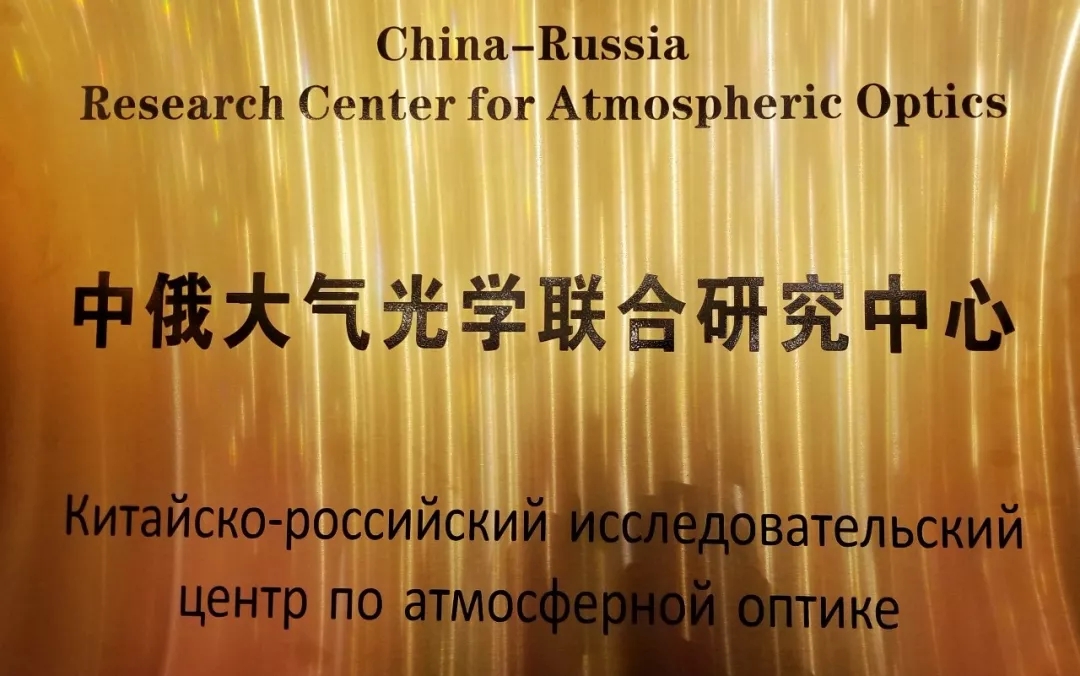 China-Russia
Research Center for Atmospheric Optics
中俄大气光学联合研究中心
Китайско-российский исследовательский
центр по атмосферной оптике